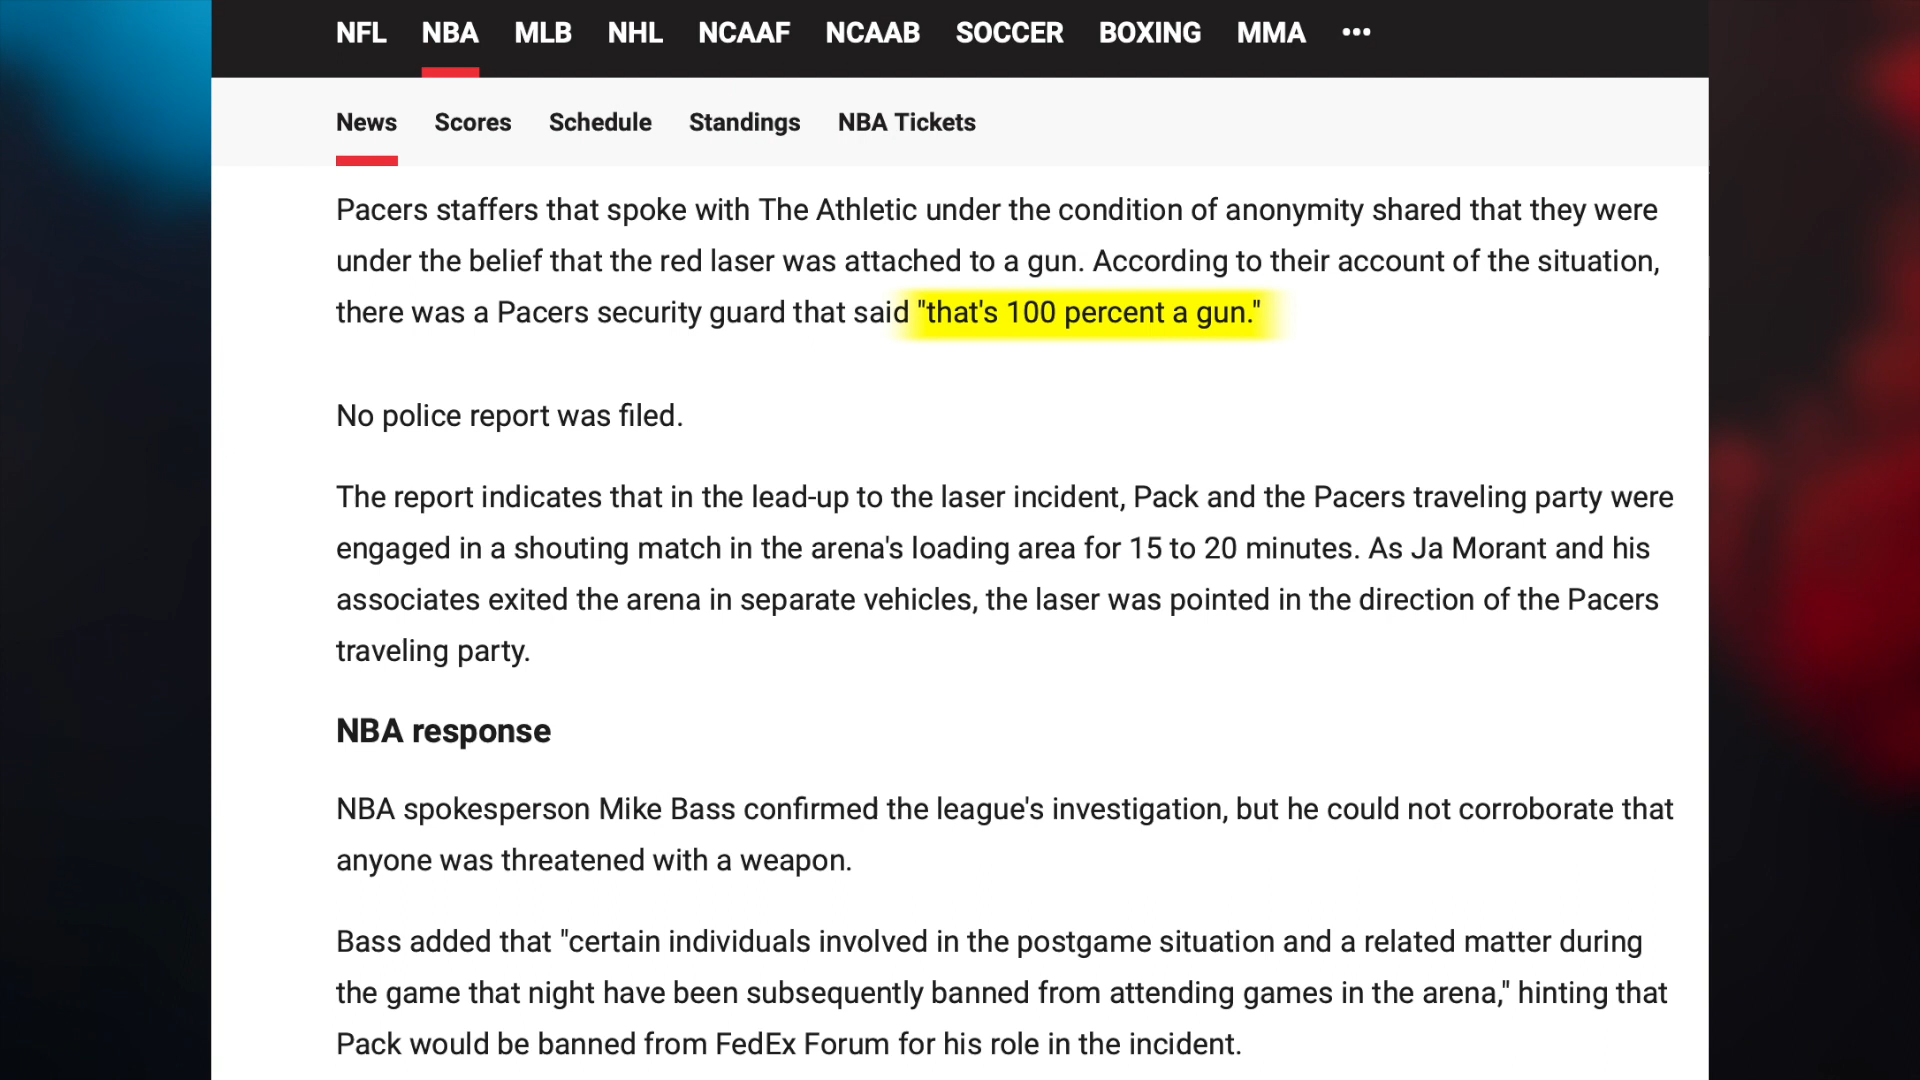 NFL NBA MLB NHL NCAAF NCAAB SOCCER BOXING MMA •••
News Scores Schedule Standings NBA Tickets
Pacers staffers that spoke with The Athletic under the condition of anonymity shared that they were
under the belief that the red laser was attached to a gun. According to their account of the situation,
there was a Pacers security guard that said "that's 100 percent a gun."
No police report was filed.
The report indicates that in the lead-up to the laser incident, Pack and the Pacers traveling party were
engaged in a shouting match in the arena's loading area for 15 to 20 minutes. As Ja Morant and his
associates exited the arena in separate vehicles, the laser was pointed in the direction of the Pacers
traveling party.
NBA response
NBA spokesperson Mike Bass confirmed the league's investigation, but he could not corroborate that
anyone was threatened with a weapon.
Bass added that "certain individuals involved in the postgame situation and a related matter during
the game that night have been subsequently banned from attending games in the arena," hinting that
Pack would be banned from FedEx Forum for his role in the incident.